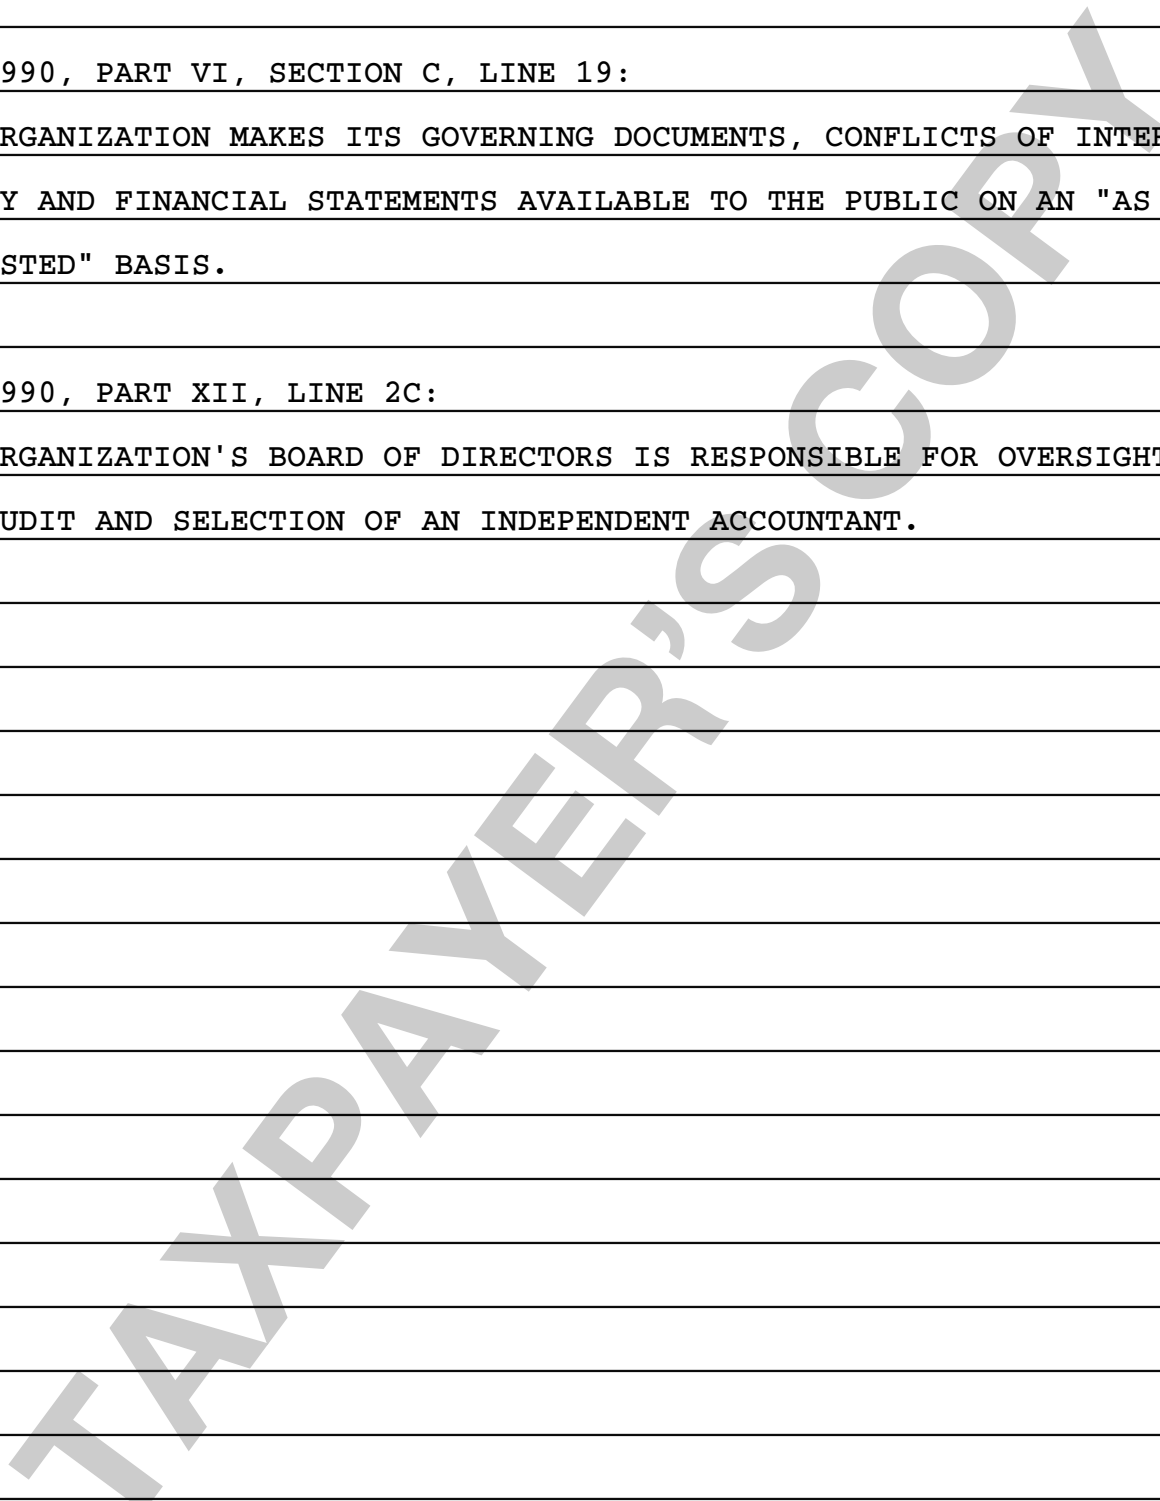 990, PART VI, SECTION C, LINE 19:
RGANIZATION MAKES ITS GOVERNING DOCUMENTS, CONFLICTS OF INTER
Y AND FINANCIAL STATEMENTS AVAILABLE TO THE PUBLIC ON AN "AS
STED" BASIS.
990, PART XII, LINE 2C:
RGANIZATION'S BOARD OF DIRECTORS IS RESPONSIBLE FOR OVERSIGHT
UDIT AND SELECTION OF AN INDEPENDENT ACCOUNTANT.
TAXPAYER’S COPY